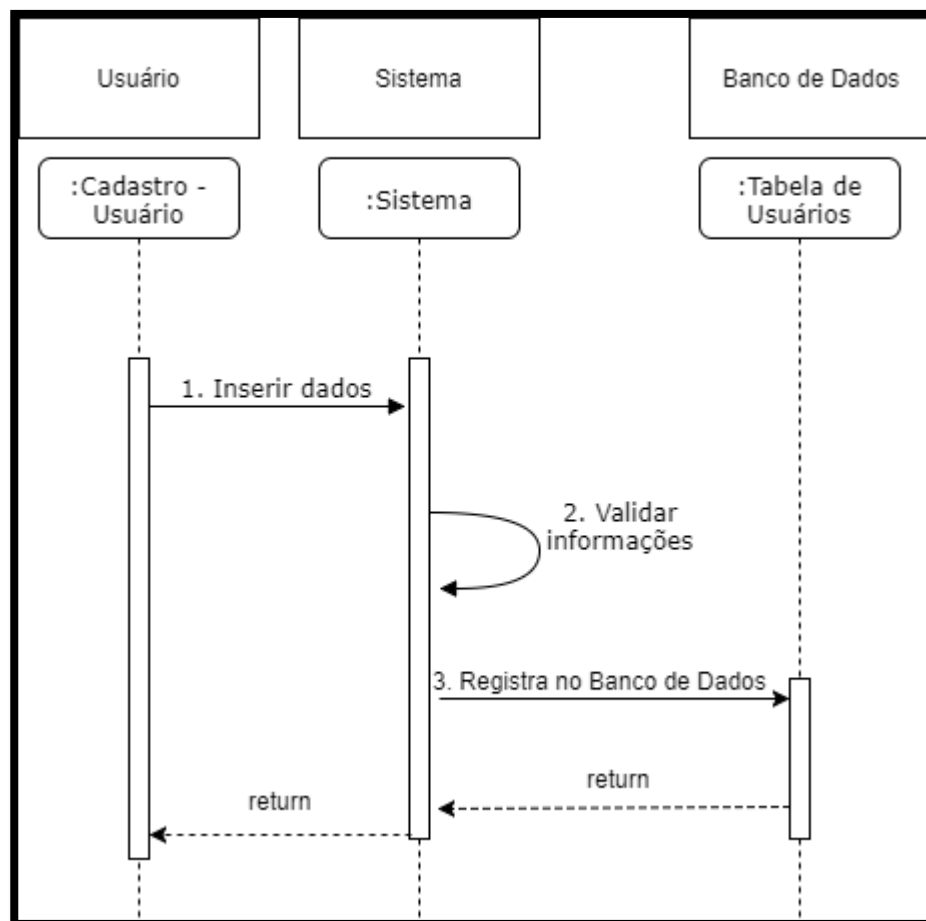 Usuário
Sistema
Banco de Dados
:Cadastro -
Usuário
:Sistema
:Tabela de
Usuários
1. Inserir dados
2. Validar
informações
3. Registra no Banco de Dados
return
return